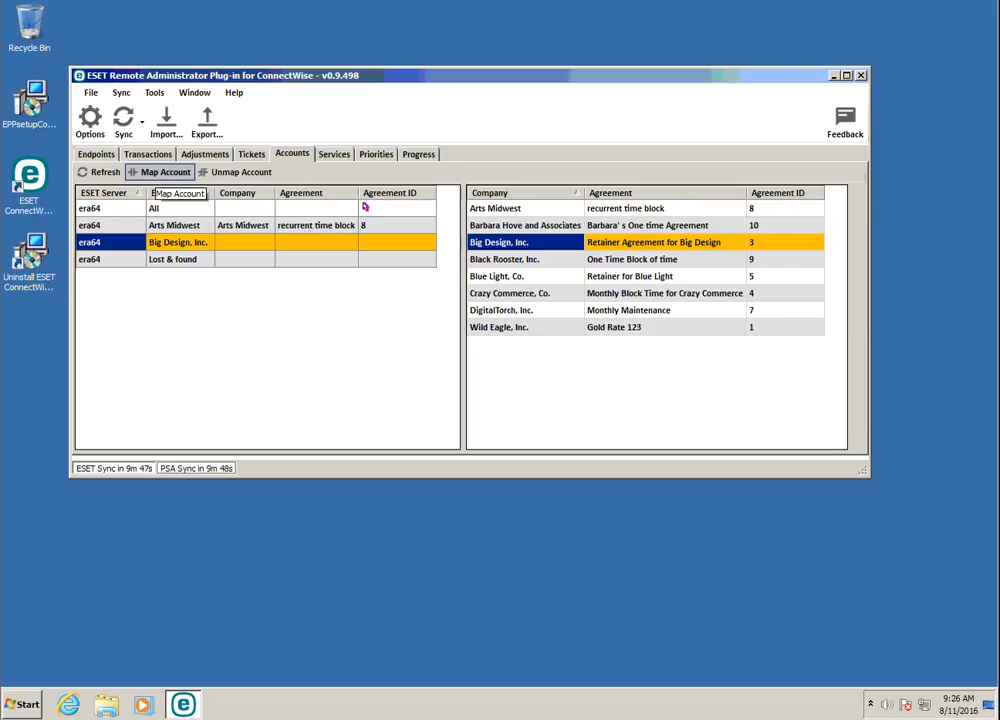 Recycle Bin
EPPsetupCo...
ESET
ConnectW...
Uninstall ESET
ConnectWi...
ESET Remote Administrator Plug-in for ConnectWise - v0.9.498
File Sync Tools Window Help
Options Sync Import... Export... Feedback
Endpoints Transactions Adjustments Tickets Accounts Services Priorities Progress
Refresh Map Account Unmap Account
ESET Server E Company Agreement Agreement ID
Map Account
era64 All
era64 Arts Midwest Arts Midwest recurrent time block 8
era64 Big Design, Inc.
era64 Lost & found
Company Agreement Agreement ID
Arts Midwest recurrent time block 8
Barbara Hove and Associates Barbara' s One time Agreement 10
Big Design, Inc. Retainer Agreement for Big Design 3
Black Rooster, Inc. One Time Block of time 9
Blue Light, Co. Retainer for Blue Light 5
Crazy Commerce, Co. Monthly Block Time for Crazy Commerce 4
DigitalTorch, Inc. Monthly Maintenance 7
Wild Eagle, Inc. Gold Rate 123 1
ESET Sync in 9m 47s PSA Sync in 9m 48s
Start
9:26 AM
8/11/2016